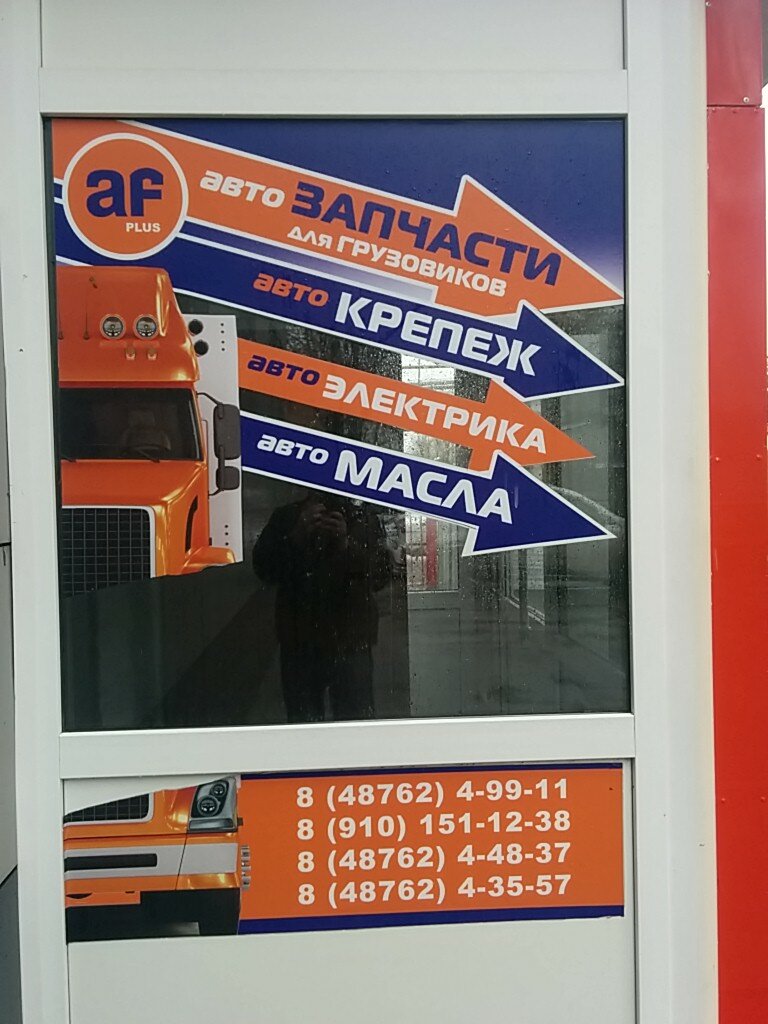 af
PLUS
авто ЗАПЧАСТИ
для ГРУЗОВИКОВ
авто КРЕПЕЖ
авто ЭЛЕКТРИКА
авто МАСЛА
8 (48762) 4-99-11
8 (910) 151-12-38
8 (48762) 4-48-37
8 (48762) 4-35-57